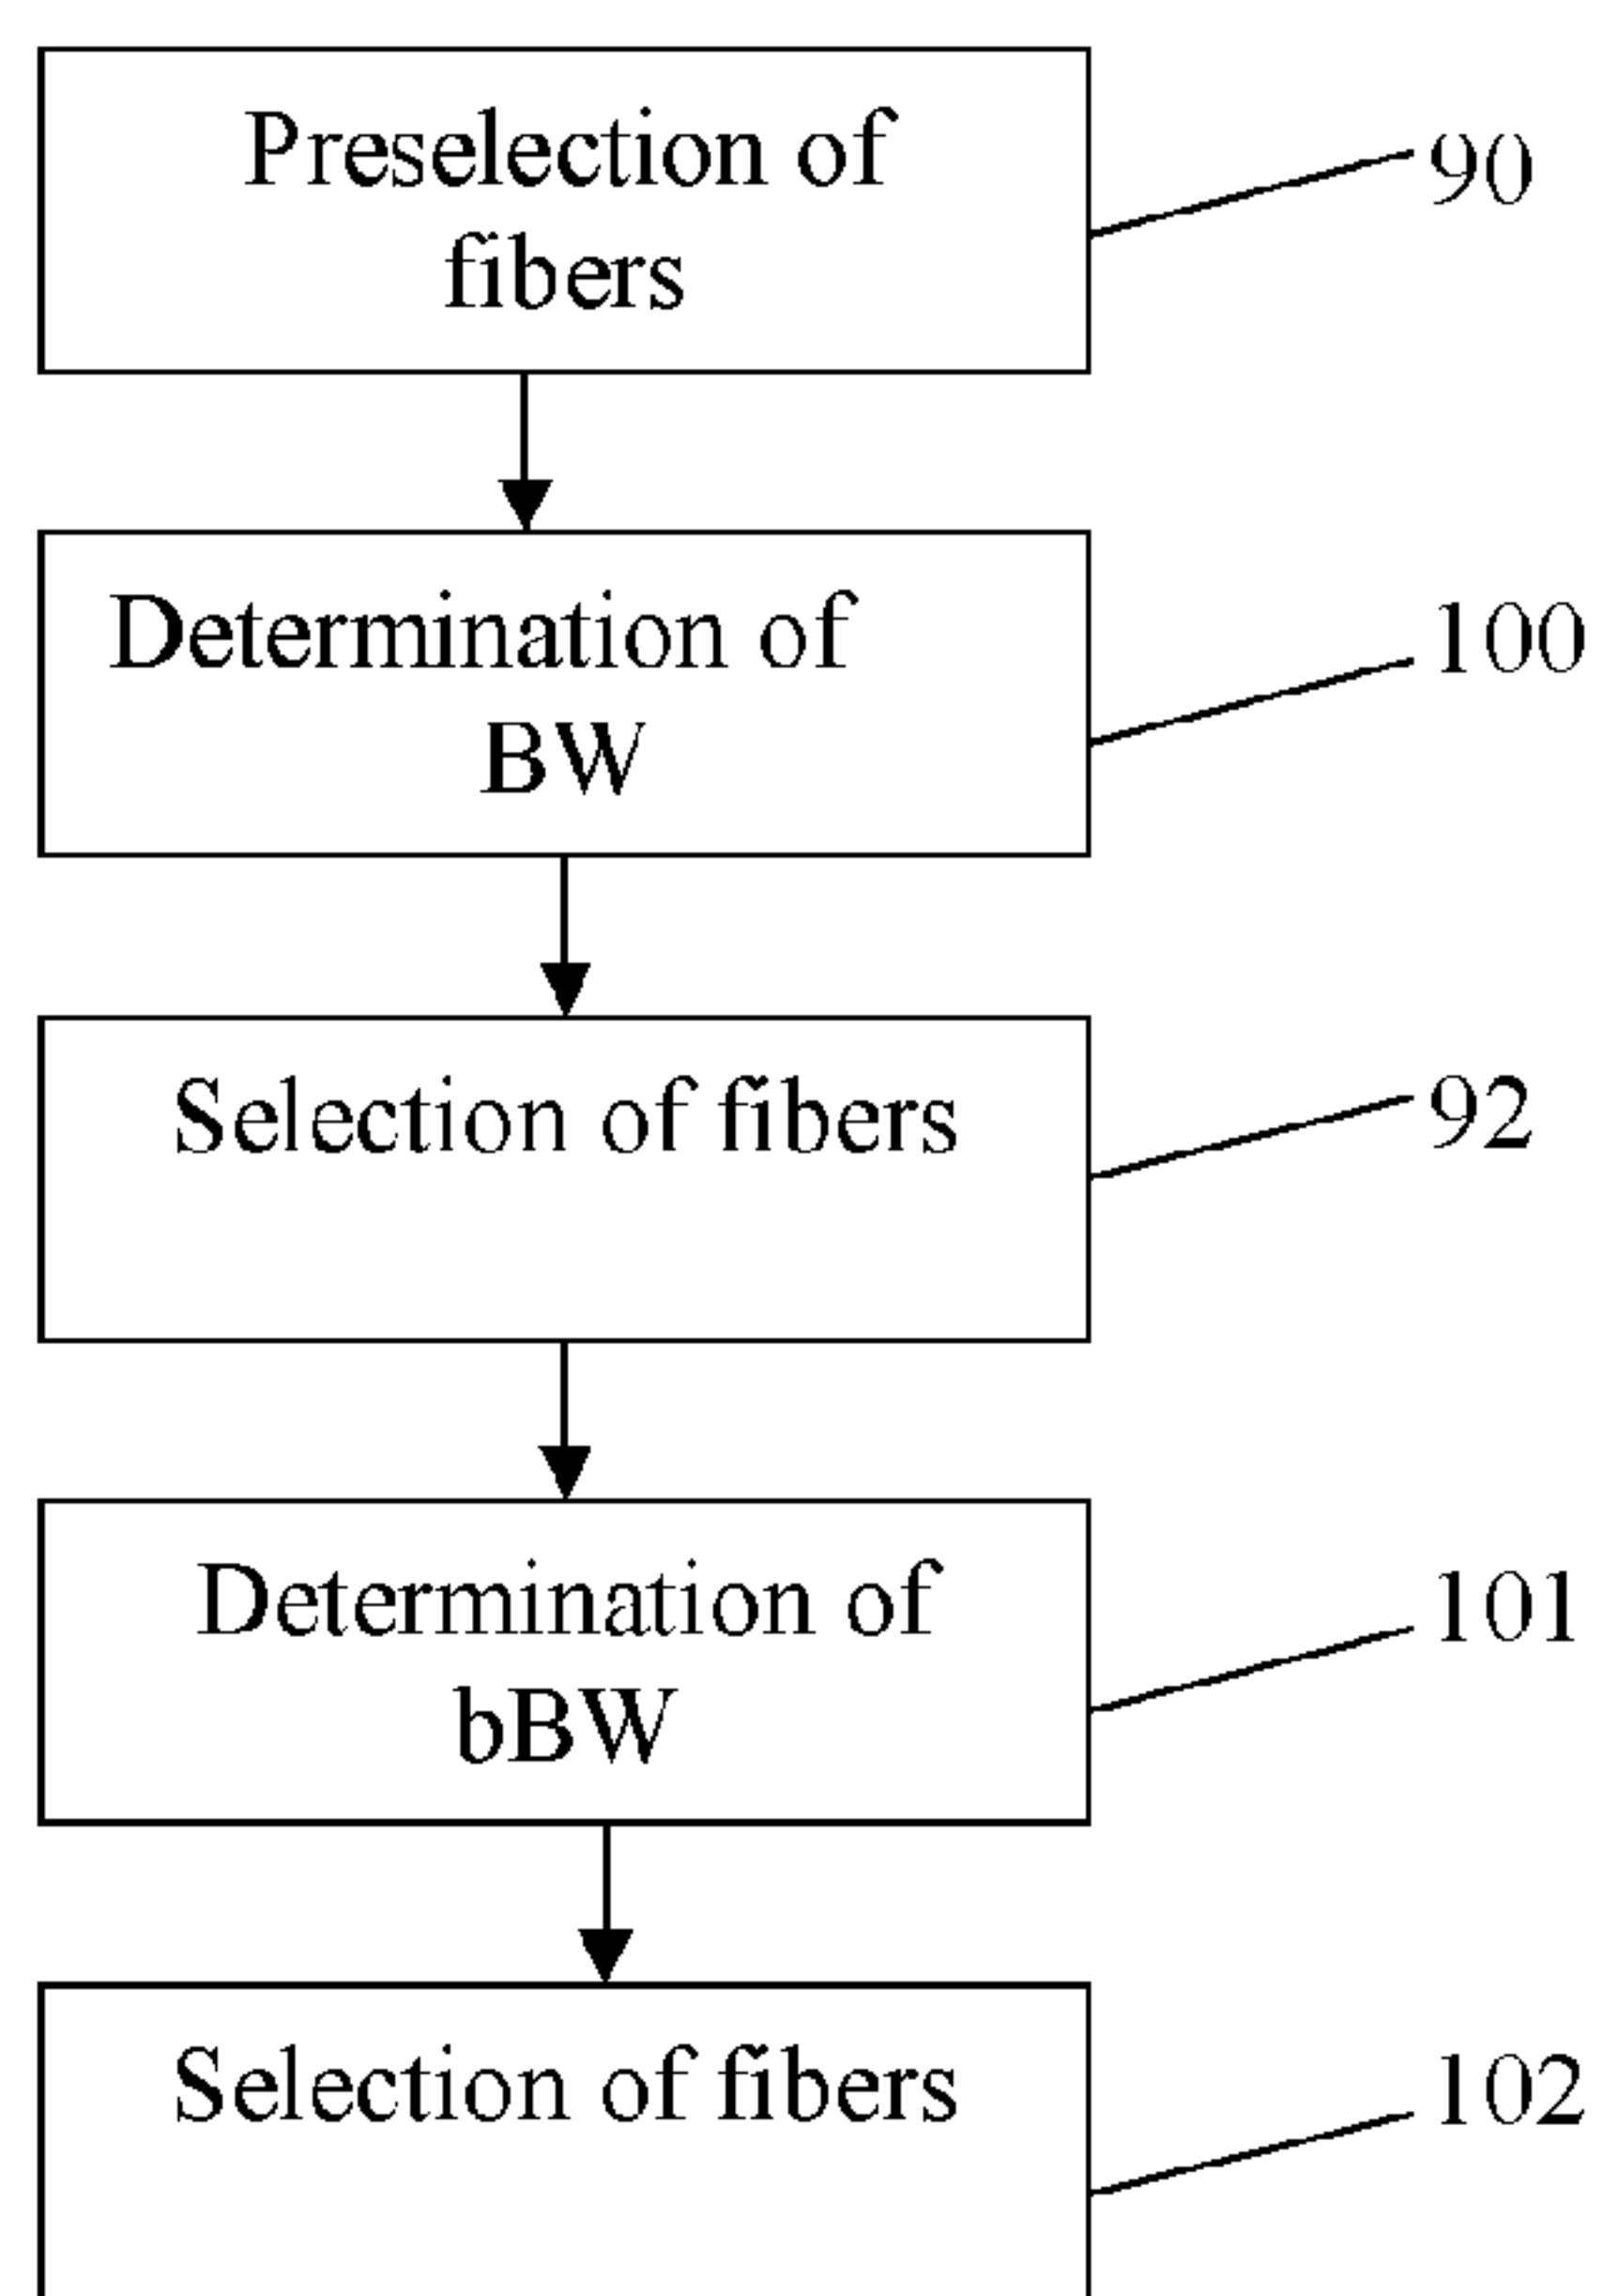 Preselection of
fibers
90
Determination of
BW
100
Selection of fibers
92
Determination of
bBW
101
Selection of fibers
102